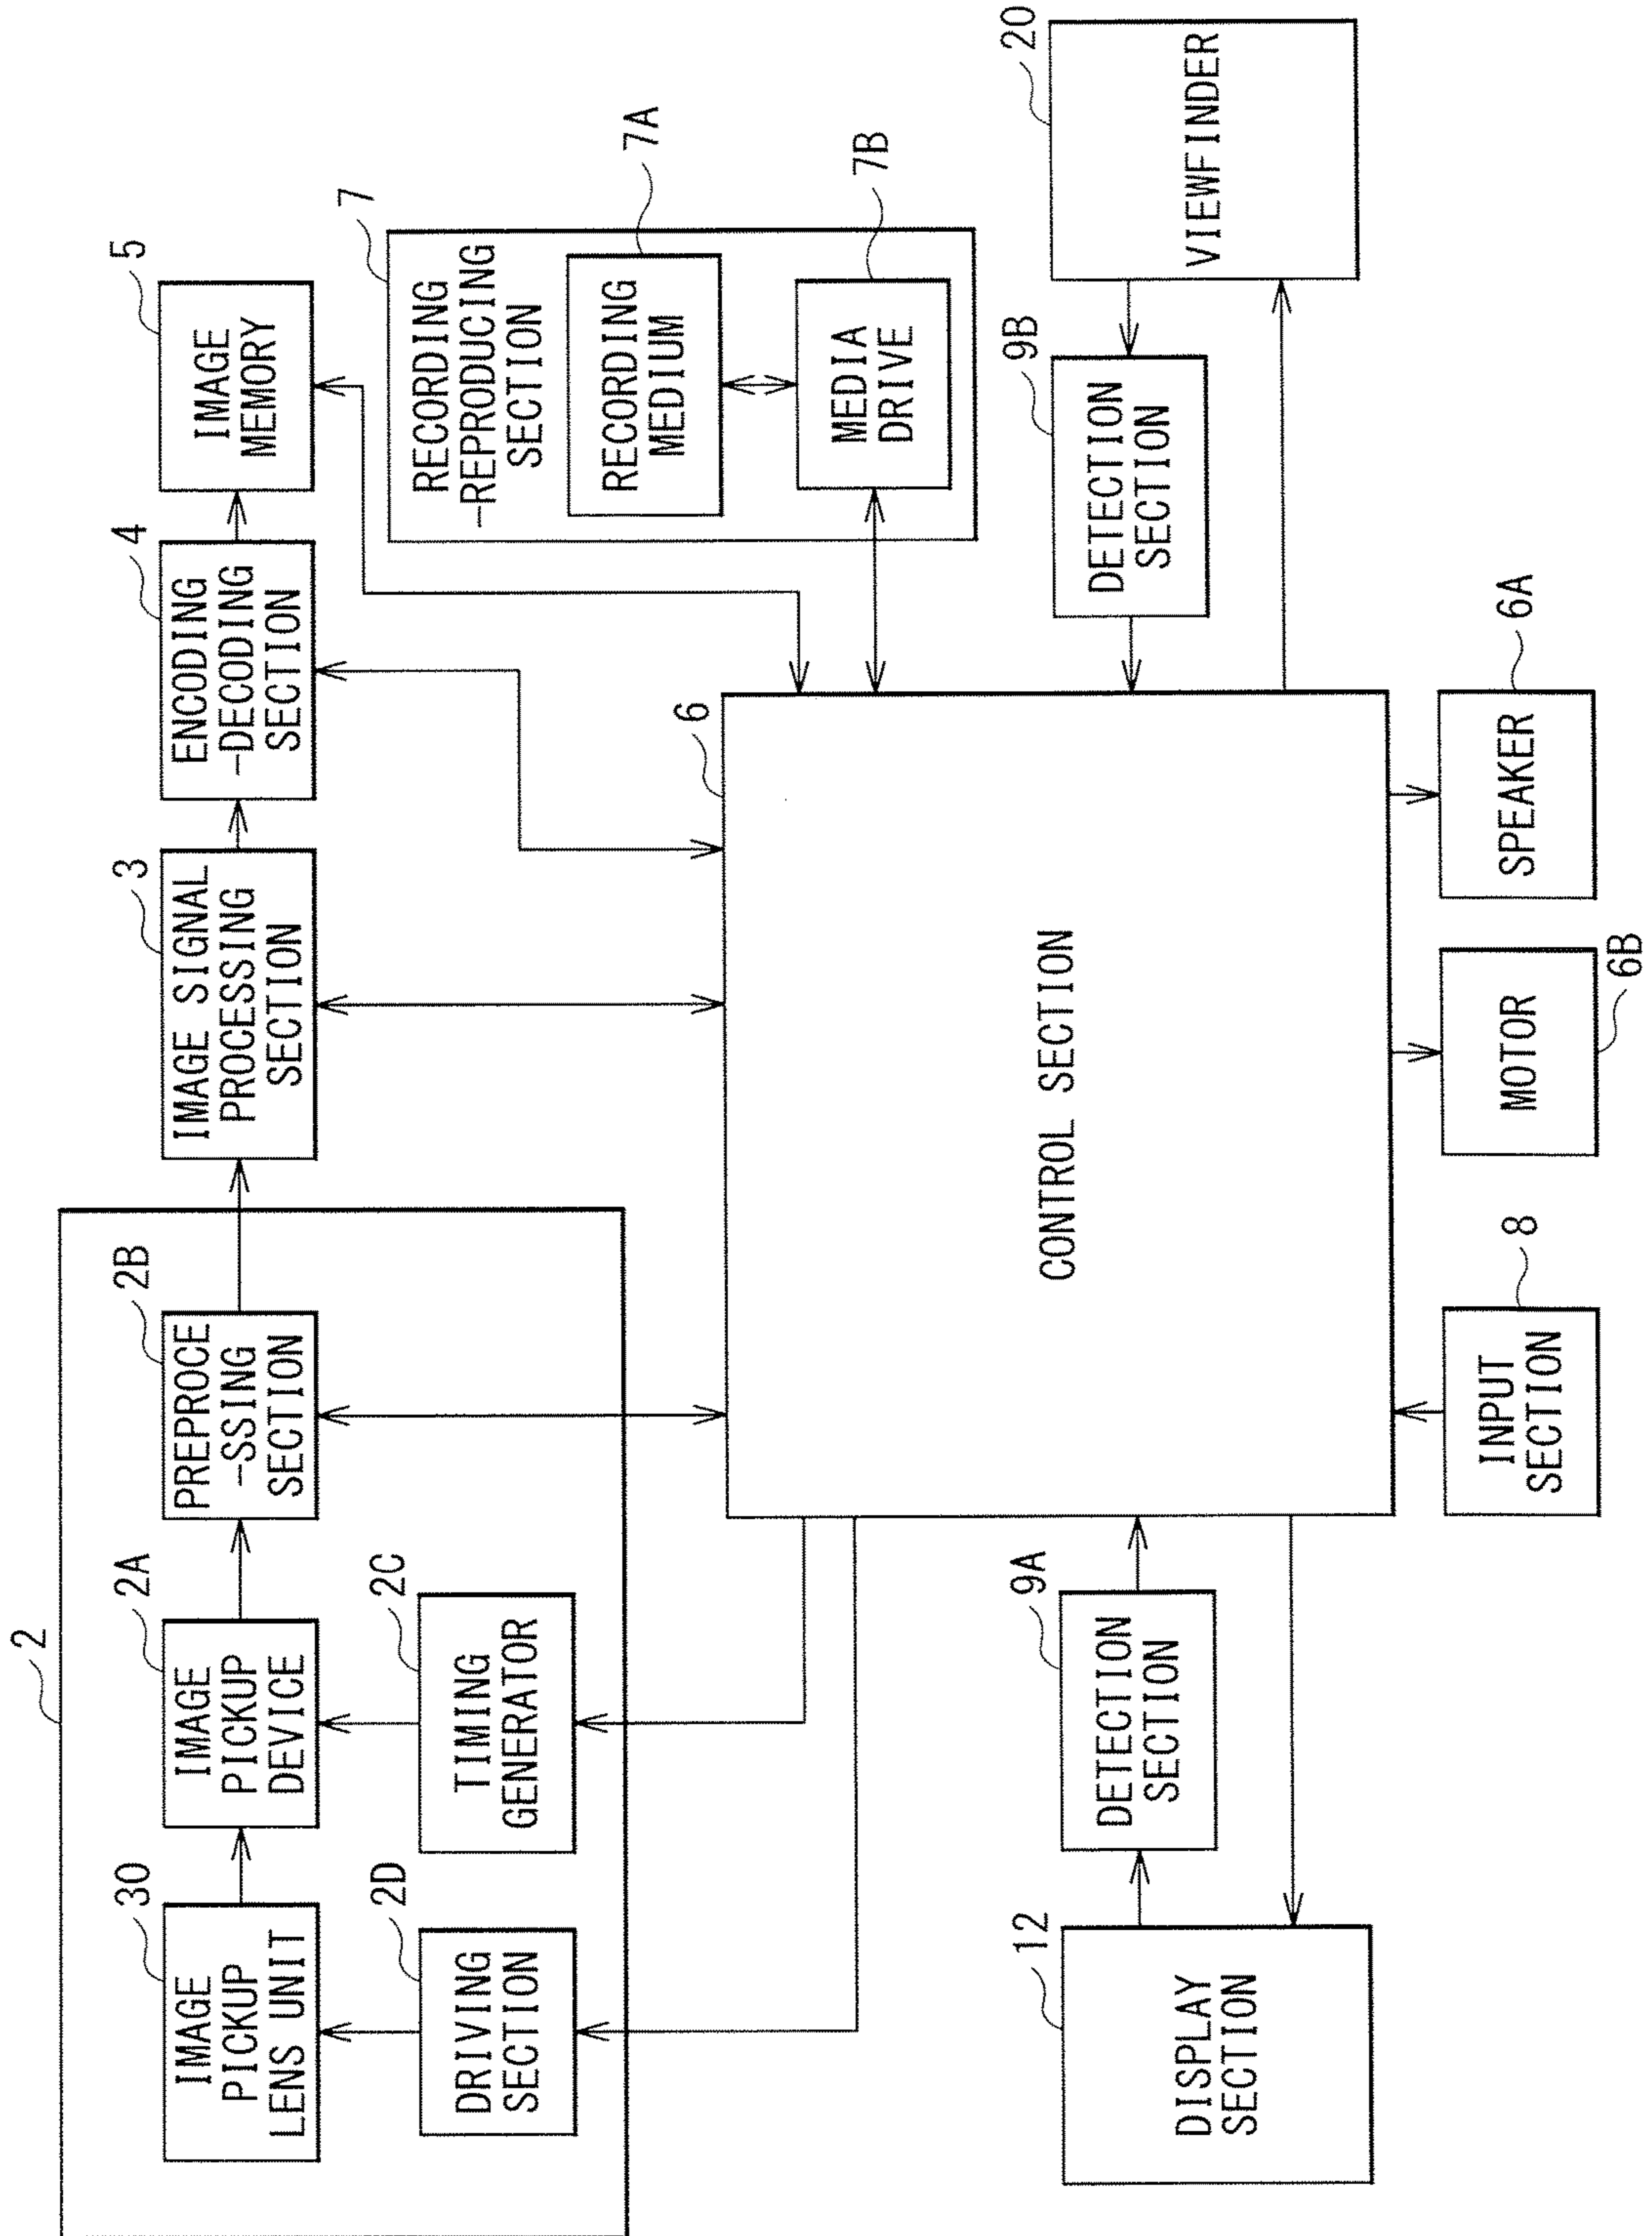 2
30
IMAGE
PICKUP
LENS UNIT
2A
IMAGE
PICKUP
DEVICE
2B
PREPROCE
-SSING
SECTION
2D
DRIVING
SECTION
2C
TIMING
GENERATOR
3
IMAGE SIGNAL
PROCESSING
SECTION
4
ENCODING
-DECODING
SECTION
5
IMAGE
MEMORY
7
RECORDING
-REPRODUCING
SECTION
7A
RECORDING
MEDIUM
7B
MEDIA
DRIVE
6
CONTROL SECTION
12
DISPLAY
SECTION
9A
DETECTION
SECTION
9B
DETECTION
SECTION
20
VIEWFINDER
8
INPUT
SECTION
MOTOR
6B
SPEAKER
6A